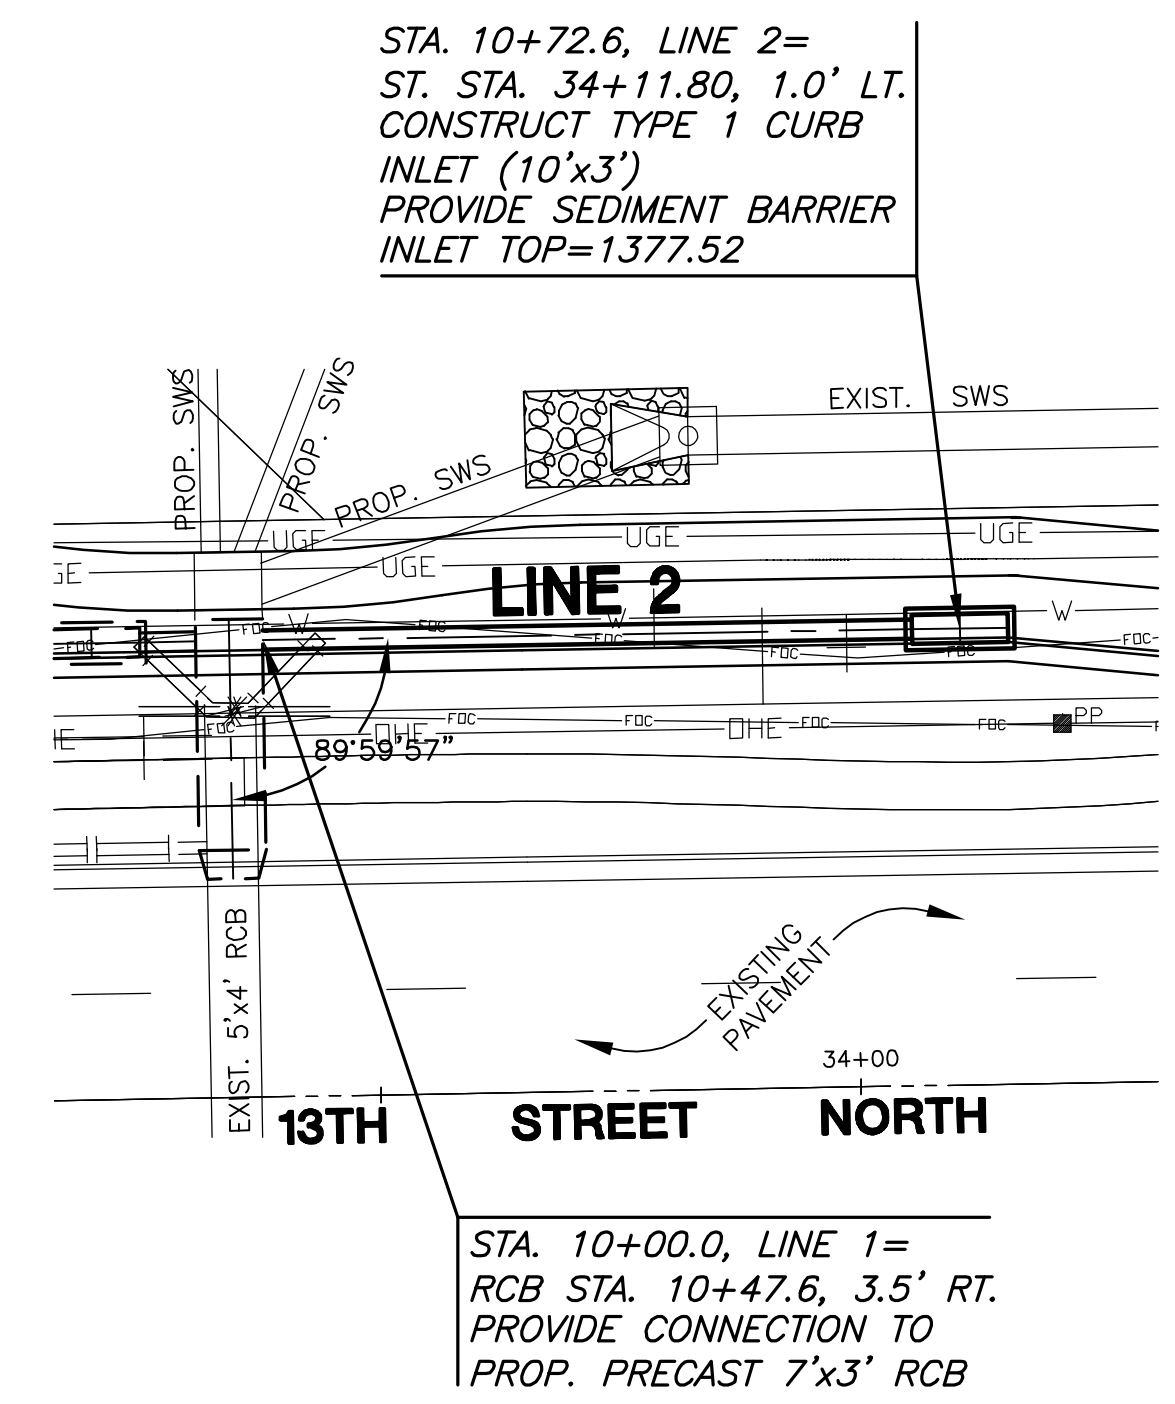 STA. 10+72.6, LINE 2=
ST. STA. 34+11.80, 1.0' LT.
CONSTRUCT TYPE 1 CURB
INLET (10'x3')
PROVIDE SEDIMENT BARRIER
INLET TOP=1377.52
PROP. SWS
PROP. SWS
PROP. SWS
EXIST. SWS
UGE
UGE
UGE
GE
UGE
LINE 2
W
W
W
FOC
FOC
FOC
FOC
FOC
FOC
FOC
FOC
FOC
FOC
FOC
FOC
OHE
OHE
PP
89°59'57"
EXIST. 5'x4' RCB
EXISTING
PAVEMENT
34+00
13TH STREET NORTH
STA. 10+00.0, LINE 1=
RCB STA. 10+47.6, 3.5' RT.
PROVIDE CONNECTION TO
PROP. PRECAST 7'x3' RCB